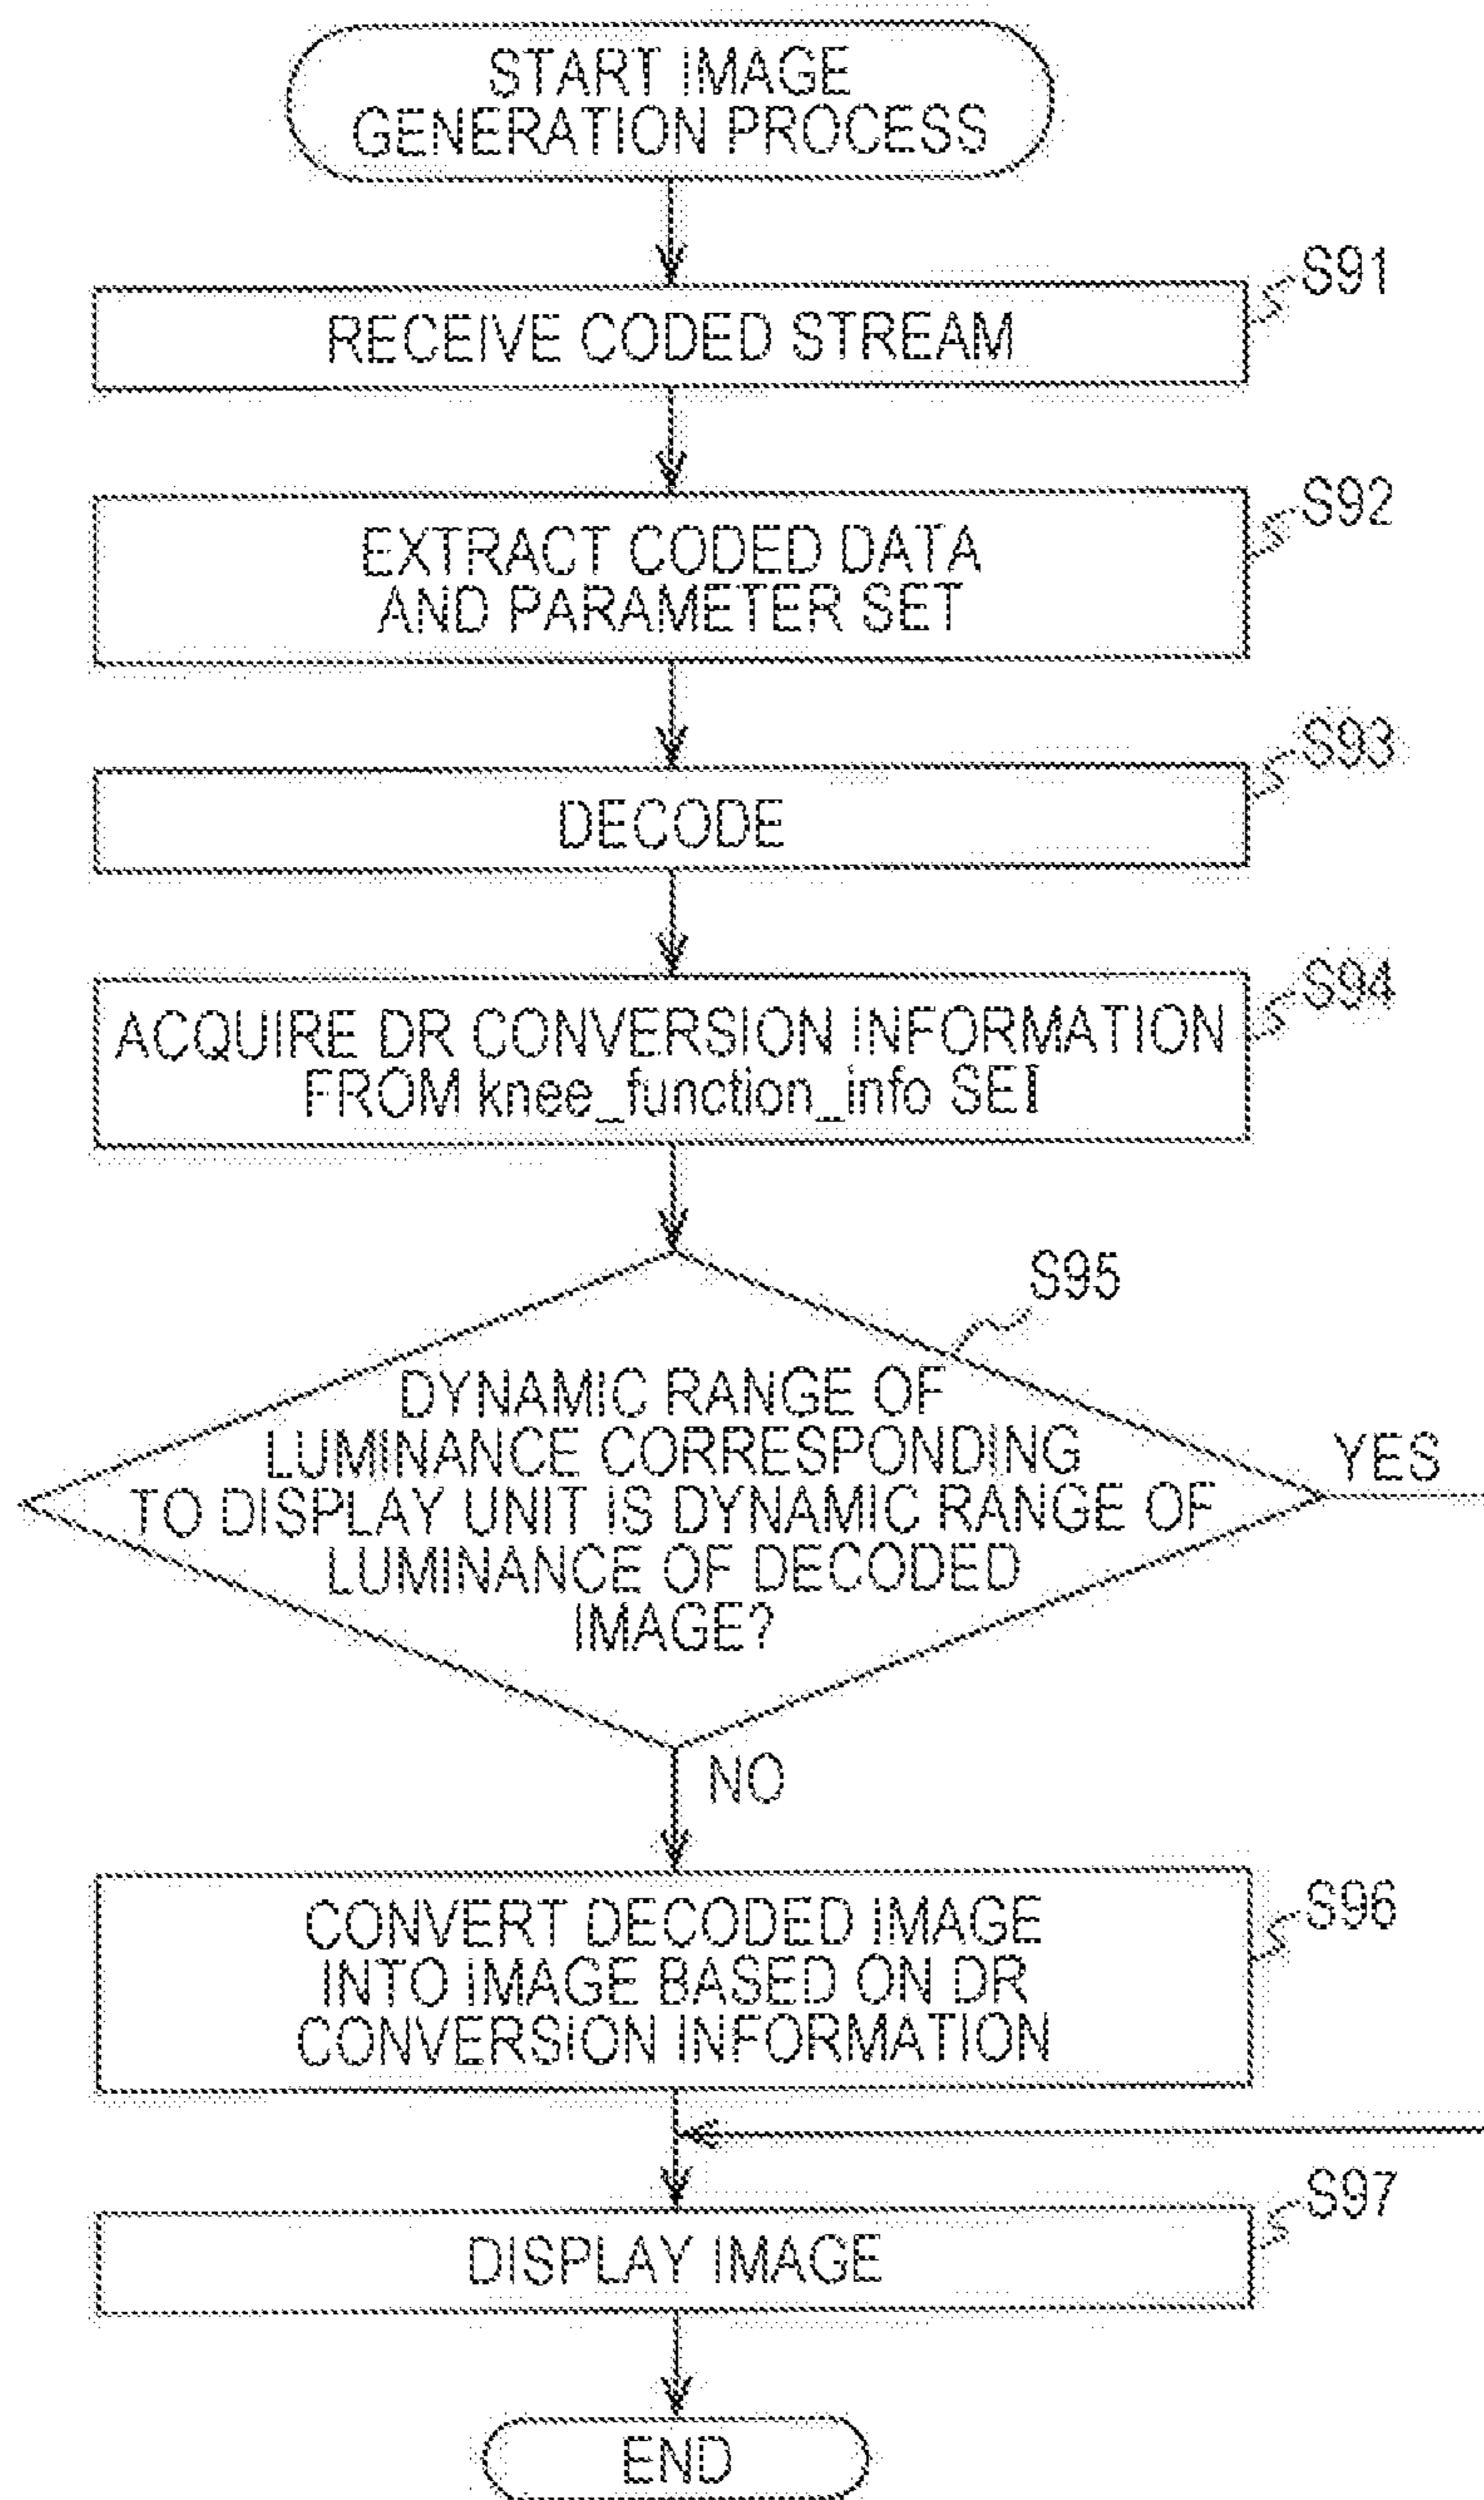 START IMAGE
GENERATION PROCESS
S91
RECEIVE CODED STREAM
S92
EXTRACT CODED DATA
AND PARAMETER SET
S93
DECODE
S94
ACQUIRE DR CONVERSION INFORMATION
FROM knee_function_info SEI
S95
DYNAMIC RANGE OF
LUMINANCE CORRESPONDING
TO DISPLAY UNIT IS DYNAMIC RANGE OF
LUMINANCE OF DECODED
IMAGE?
YES
NO
S96
CONVERT DECODED IMAGE
INTO IMAGE BASED ON DR
CONVERSION INFORMATION
S97
DISPLAY IMAGE
END